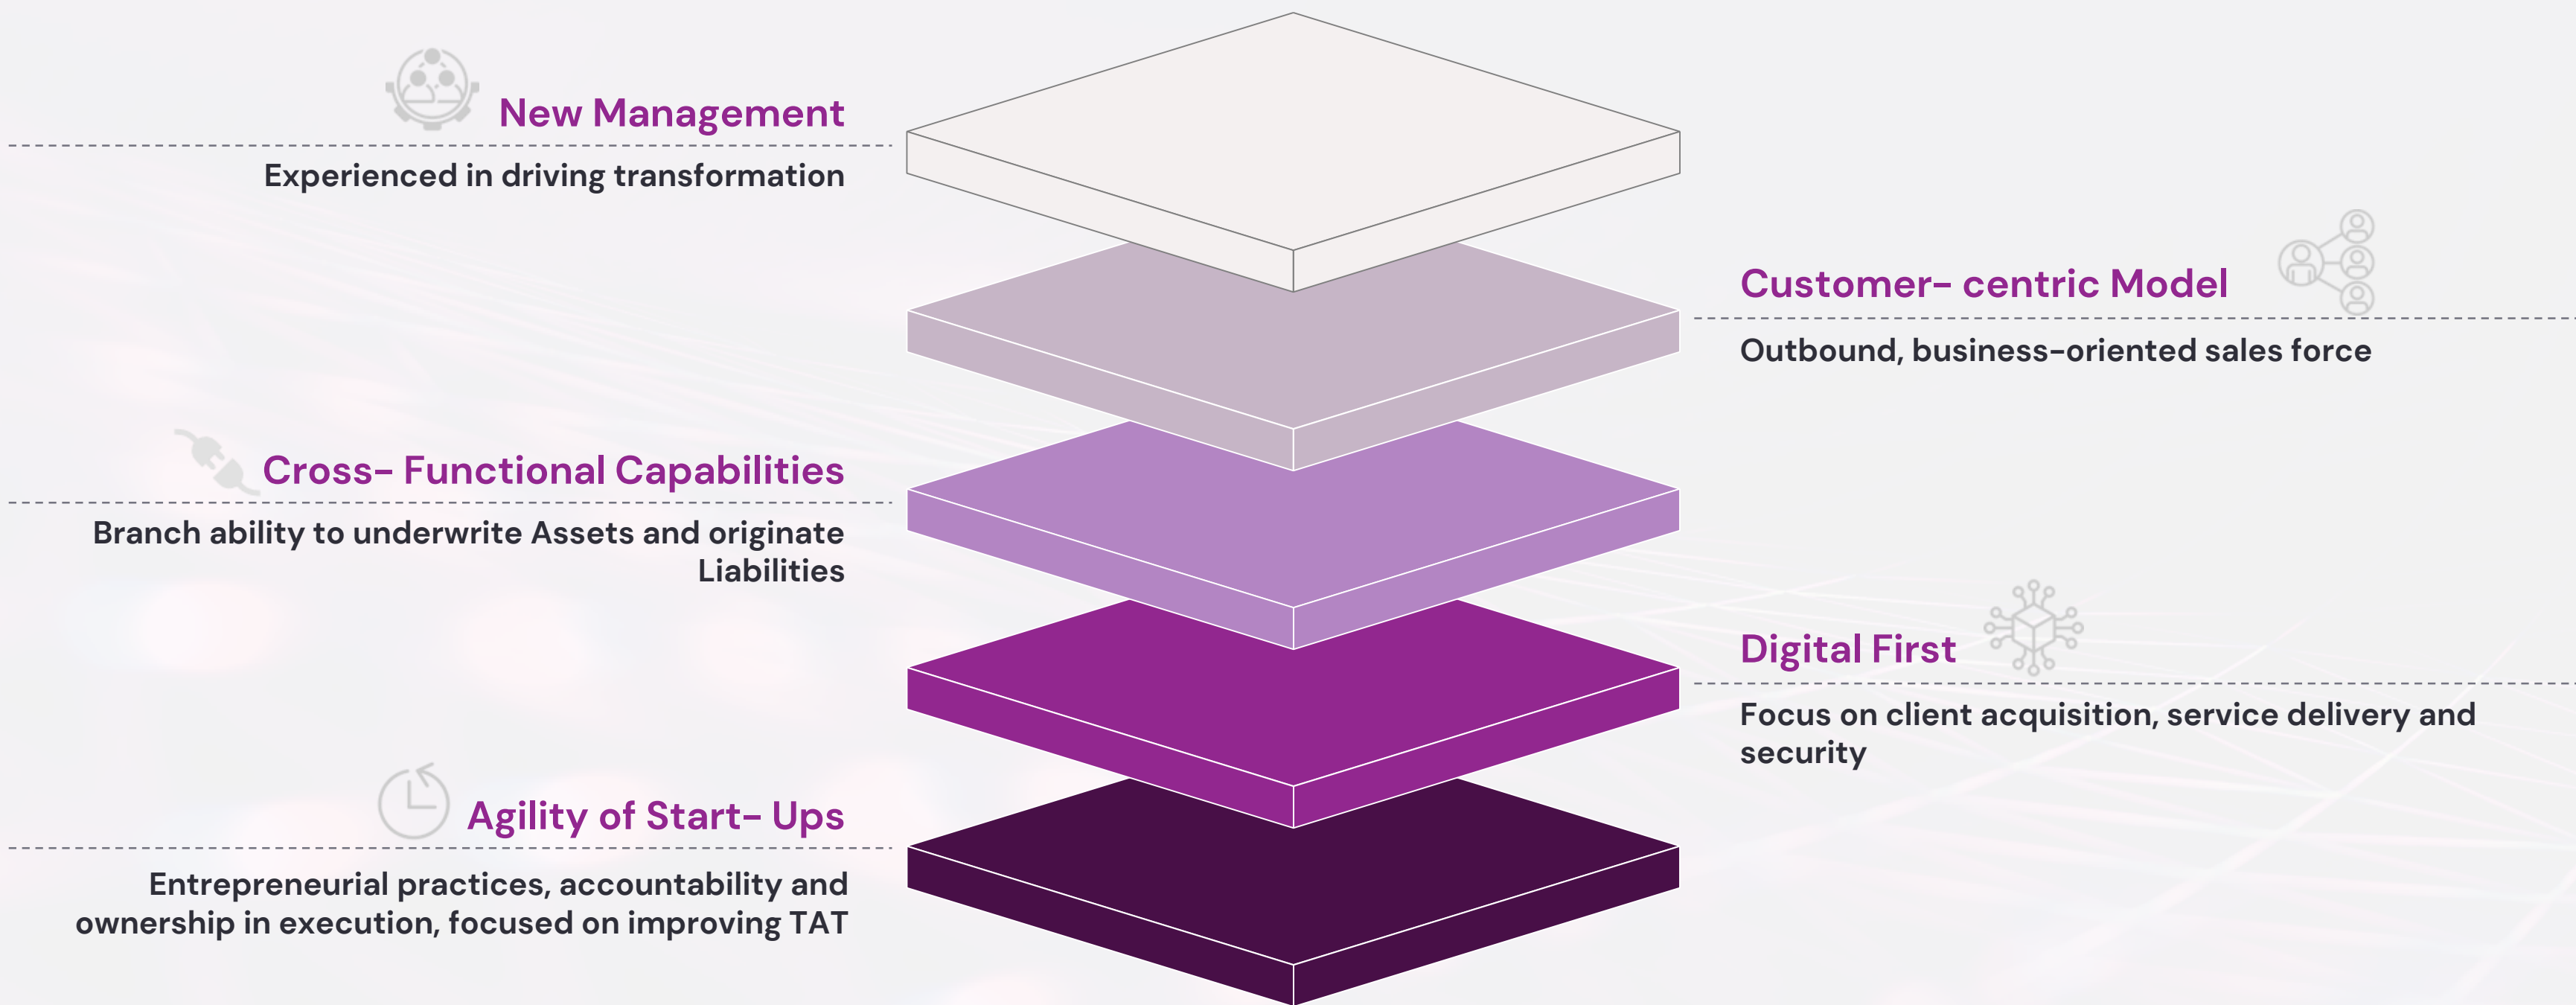 New Management
Experienced in driving transformation
Customer- centric Model
Outbound, business-oriented sales force
Cross- Functional Capabilities
Branch ability to underwrite Assets and originate
Liabilities
Digital First
Focus on client acquisition, service delivery and
security
Agility of Start- Ups
Entrepreneurial practices, accountability and
ownership in execution, focused on improving TAT